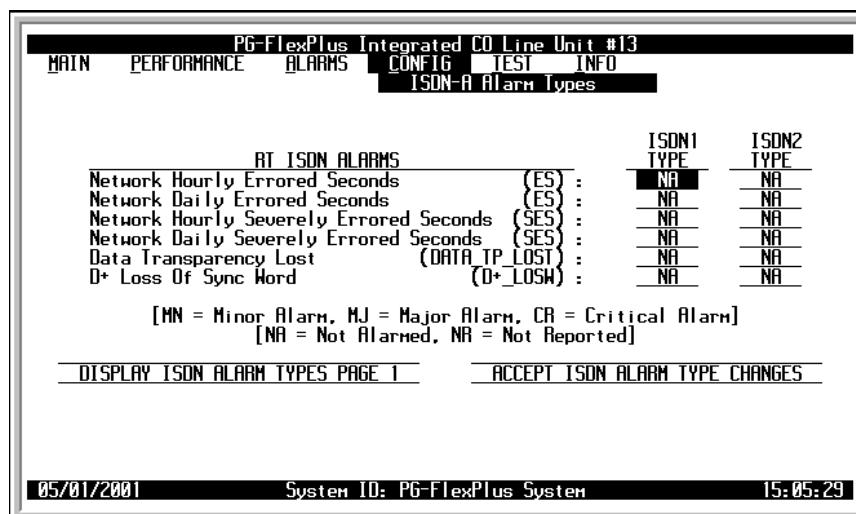 PG-FlexPlus Integrated CO Line Unit #13
MAIN PERFORMANCE ALARMS CONFIG TEST INFO
ISDN-A Alarm Types
ISDN1 ISDN2
RT ISDN ALARMS TYPE TYPE
Network Hourly Errored Seconds (ES) : NA NA
Network Daily Errored Seconds (ES) : NA NA
Network Hourly Severely Errored Seconds (SES) : NA NA
Network Daily Severely Errored Seconds (SES) : NA NA
Data Transparency Lost (DATA_TP_LOST) : NA NA
D+ Loss Of Sync Word (D+_LOSW) : NA NA
[MN = Minor Alarm, MJ = Major Alarm, CR = Critical Alarm]
[NA = Not Alarmed, NR = Not Reported]
DISPLAY ISDN ALARM TYPES PAGE 1 ACCEPT ISDN ALARM TYPE CHANGES
05/01/2001 System ID: PG-FlexPlus System 15:05:29